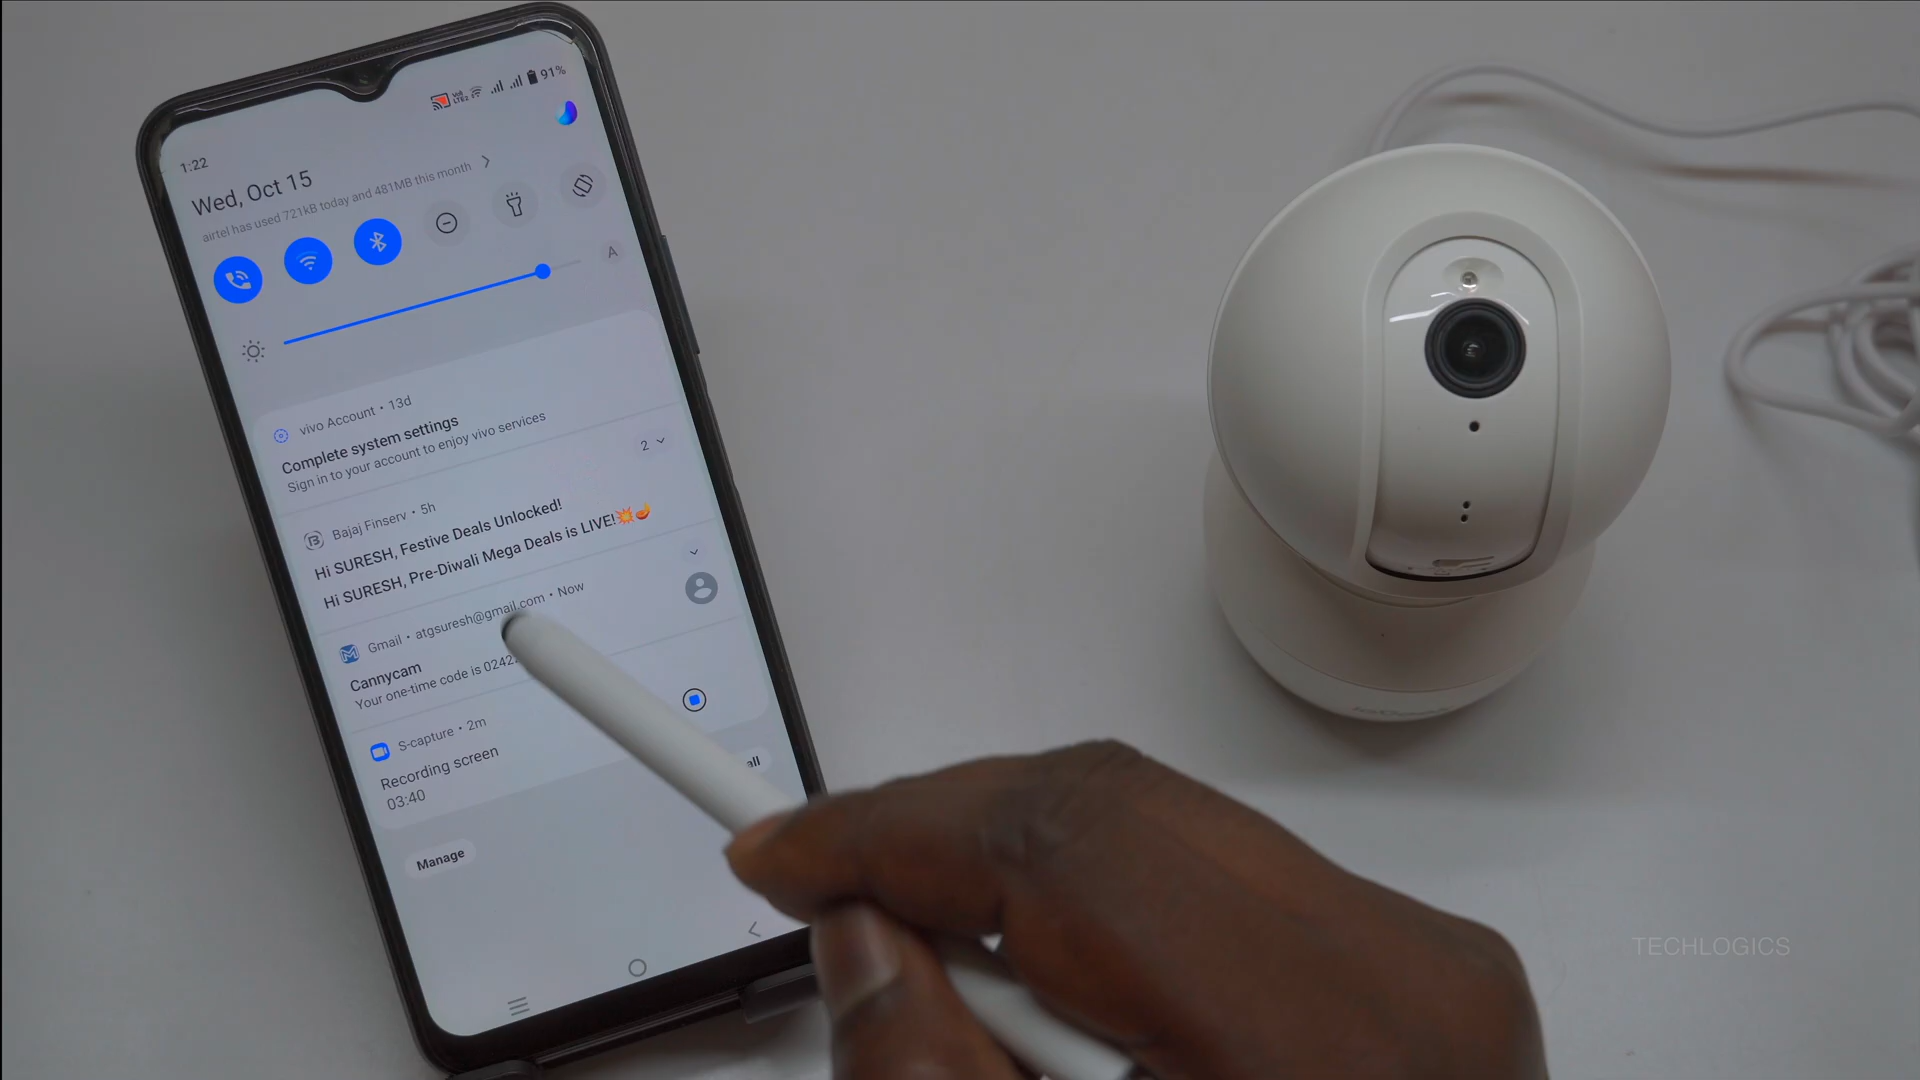 91%
1:22
Wed, Oct 15
airtel has used 721kB today and 481MB this month
A
vivo Account • 13d
Complete system settings
Sign in to your account to enjoy vivo services
2
Bajaj Finserv • 5h
Hi SURESH, Festive Deals Unlocked!
Hi SURESH, Pre-Diwali Mega Deals is LIVE!💥🪔
Gmail • atgsuresh@gmail.com • Now
Cannycam
Your one-time code is 0242
S-capture • 2m
Recording screen
03:40
all
Manage
TECHLOGICS